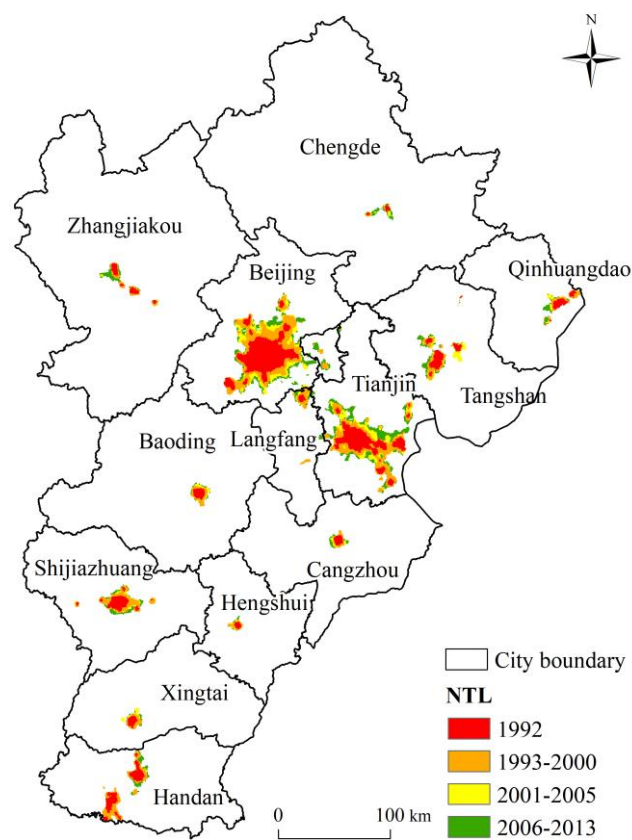 N
Chengde
Zhangjiakou
Beijing
Qinhuangdao
Tianjin
Tangshan
Baoding
Langfang
Shijiazhuang
Cangzhou
Hengshui
Xingtai
Handan
City boundary
NTL
1992
1993-2000
2001-2005
2006-2013
0 100 km